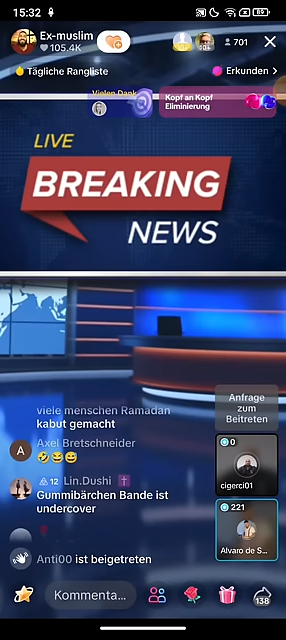 15:32
89
Ex-muslim
105.4K
10+
701
Tägliche Rangliste
Erkunden >
Vielen Dank
Kopf an Kopf
Eliminierung
LIVE
BREAKING
NEWS
viele menschen Ramadan
kabut gemacht
Axel Bretschneider
A
🤣😅😅
12 Lin.Dushi ✝️
Gummibärchen Bande ist
undercover
Anti00 ist beigetreten
Anfrage
zum
Beitreten
0
cigerci01
221
Alvaro de S...
Kommenta...
138